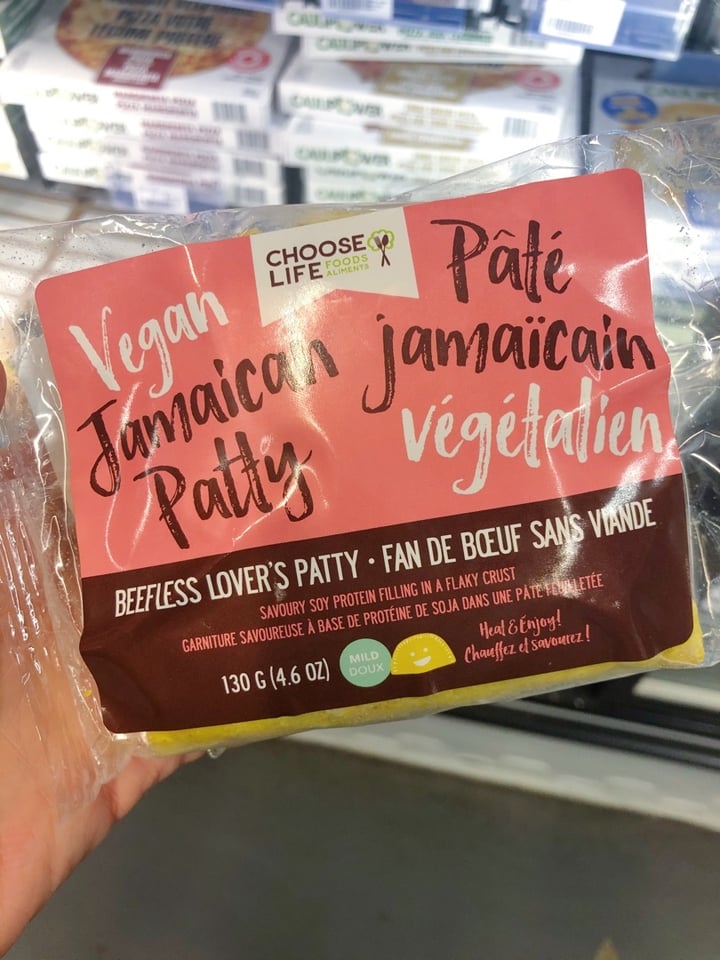 CHOOSE
LIFE FOODS
ALIMENTS
Vegan
Jamaican
Patty
Pâté
jamaïcain
végétalien
BEEFLESS LOVER'S PATTY • FAN DE BŒUF SANS VIANDE
SAVOURY SOY PROTEIN FILLING IN A FLAKY CRUST
GARNITURE SAVOUREUSE À BASE DE PROTÉINE DE SOJA DANS UNE PÂTE FEUILLETÉE
130 G (4.6 OZ)
MILD
DOUX
Heat & Enjoy!
Chauffez et savourez!